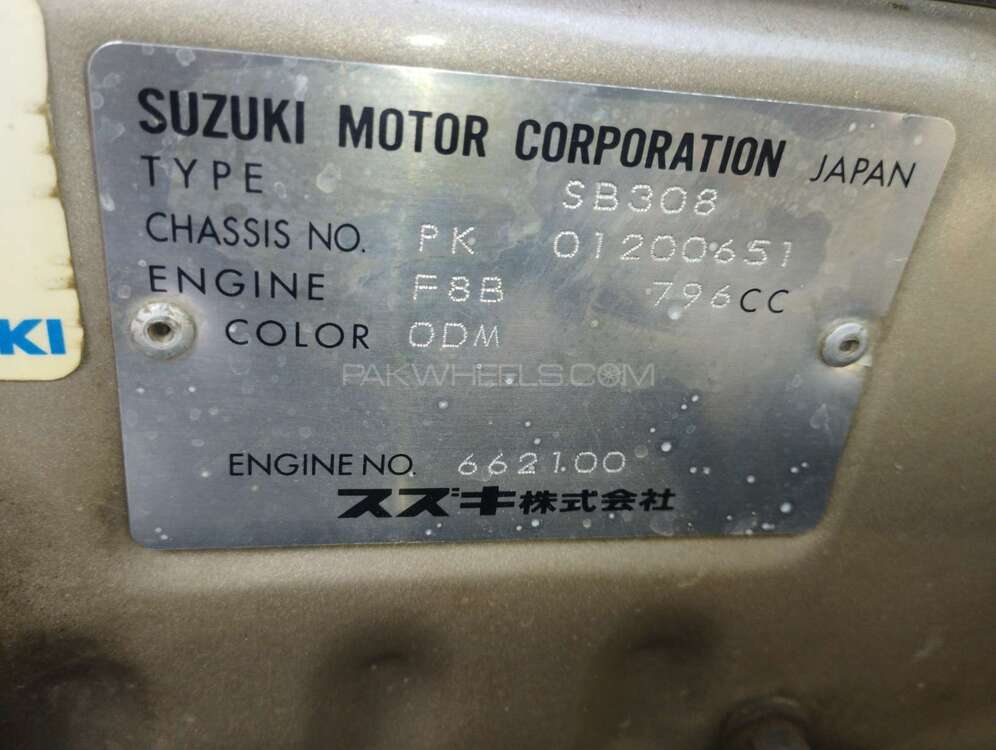 SUZUKI MOTOR CORPORATION JAPAN
TYPE SB308
CHASSIS NO. PK 01200651
ENGINE F8B 796CC
COLOR 0DM
PAKWHEELS.COM
ENGINE NO. 662100
スズキ株式会社
KI